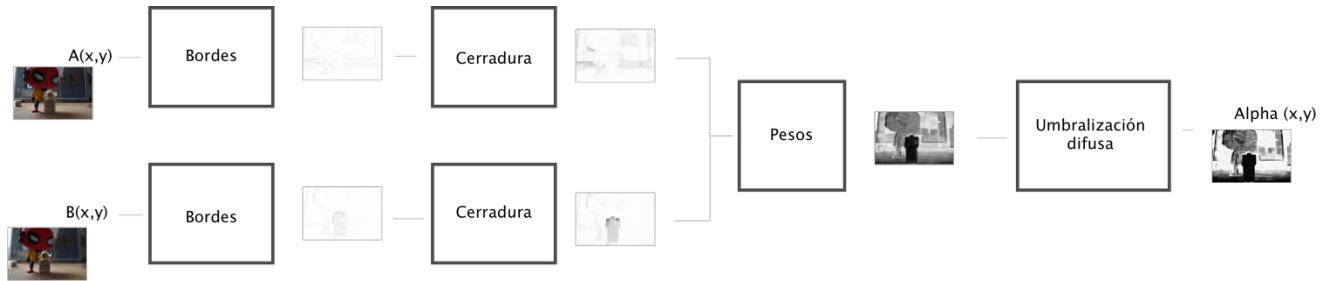 A(x,y)
Bordes
Cerradura
B(x,y)
Bordes
Cerradura
Pesos
Umbralización
difusa
Alpha (x,y)